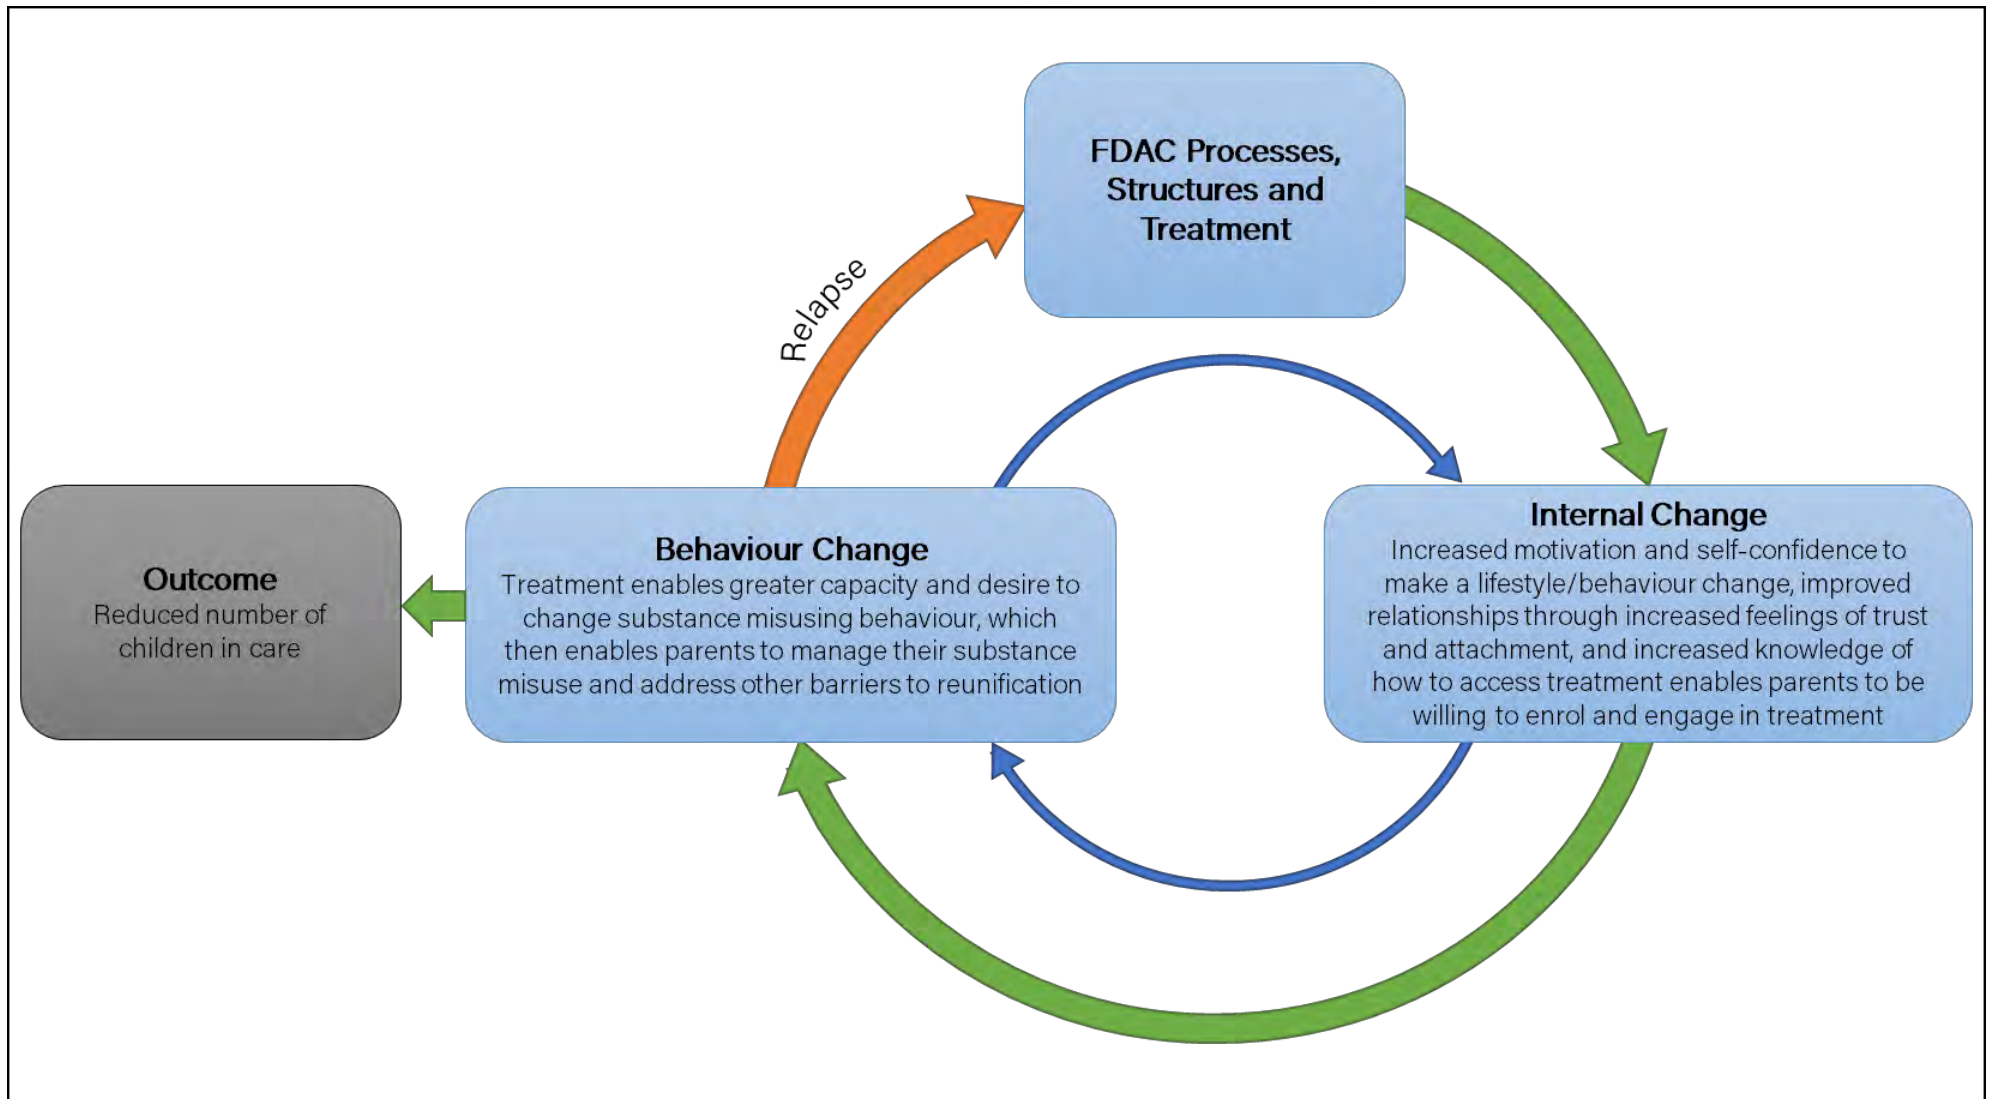 FDAC Processes,
Structures and
Treatment
Relapse
Outcome
Reduced number of
children in care
Behaviour Change
Treatment enables greater capacity and desire to
change substance misusing behaviour, which
then enables parents to manage their substance
misuse and address other barriers to reunification
Internal Change
Increased motivation and self-confidence to
make a lifestyle/behaviour change, improved
relationships through increased feelings of trust
and attachment, and increased knowledge of
how to access treatment enables parents to be
willing to enrol and engage in treatment